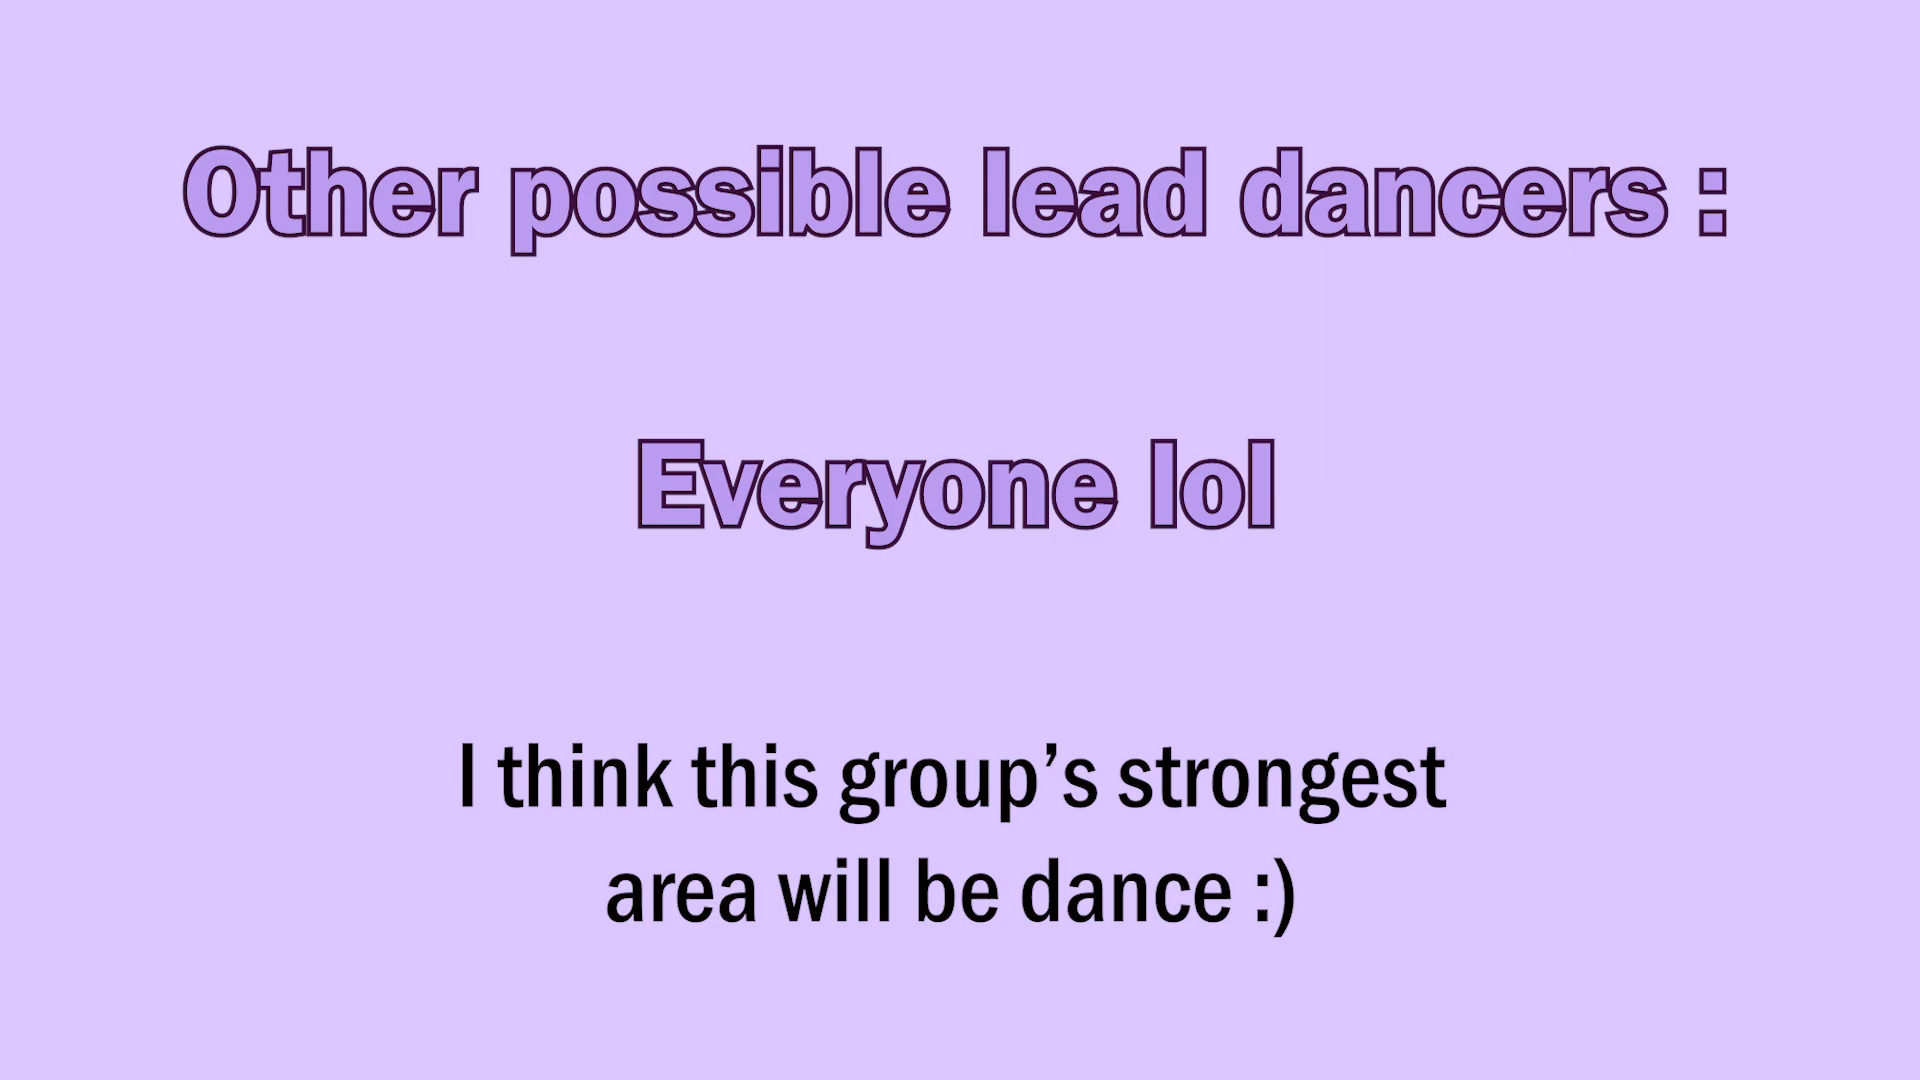 Other possible lead dancers :
Everyone lol
I think this group’s strongest
area will be dance :)